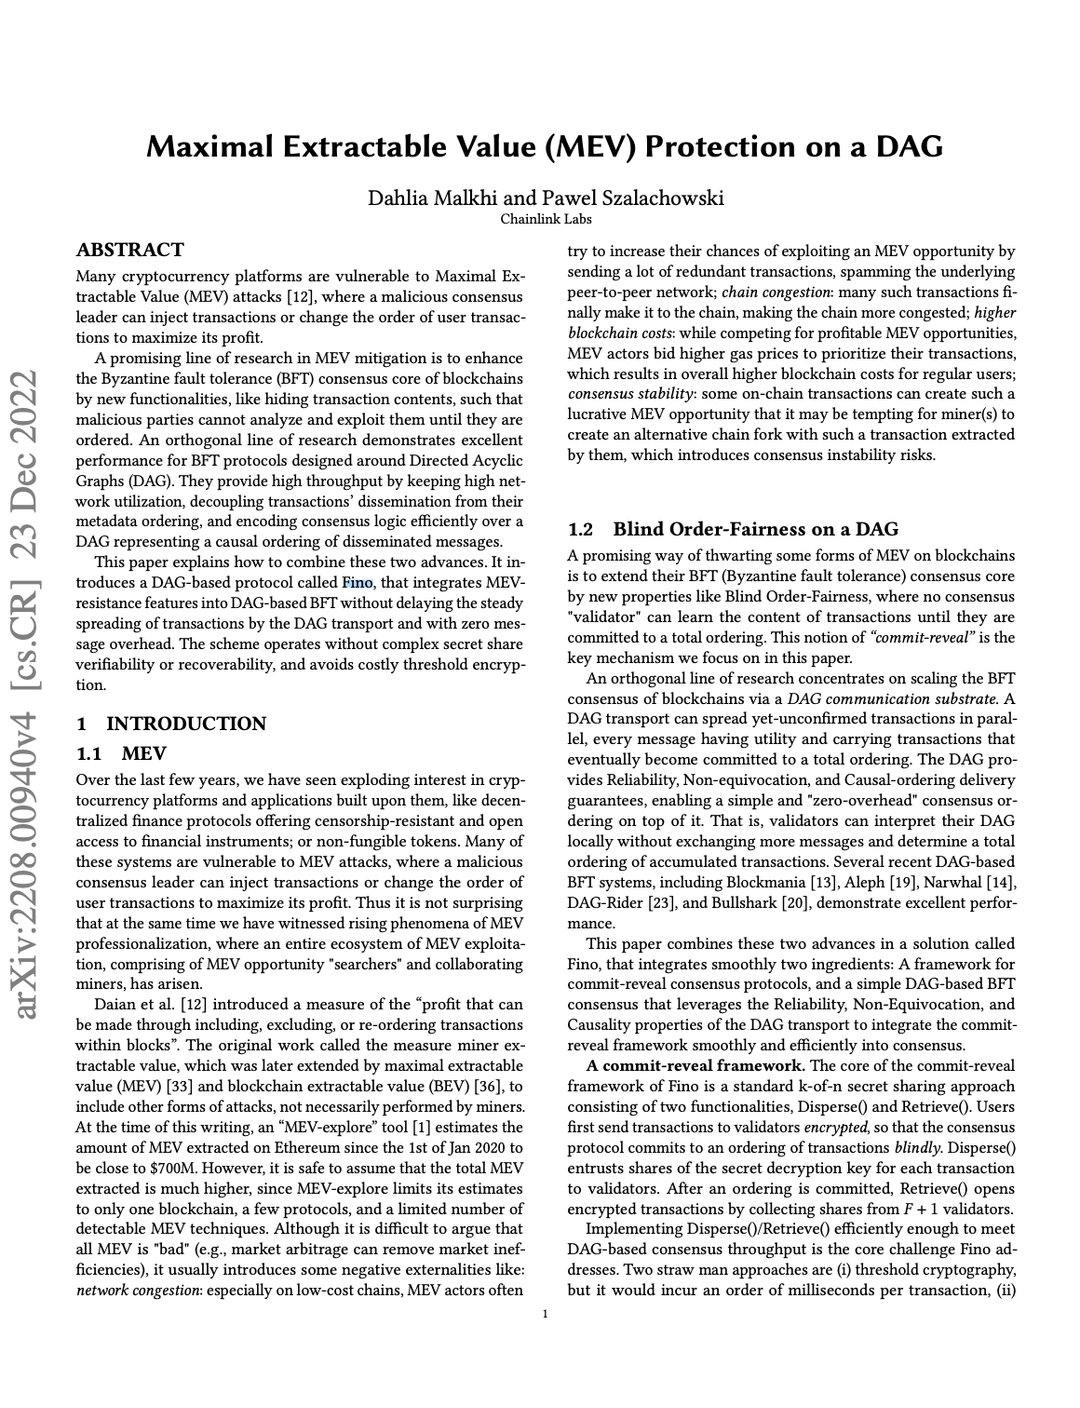 arXiv:2208.00940v4 [cs.CR] 23 Dec 2022
Maximal Extractable Value (MEV) Protection on a DAG
Dahlia Malkhi and Pawel Szalachowski
Chainlink Labs
ABSTRACT
Many cryptocurrency platforms are vulnerable to Maximal Ex-
tractable Value (MEV) attacks [12], where a malicious consensus
leader can inject transactions or change the order of user transac-
tions to maximize its profit.
A promising line of research in MEV mitigation is to enhance
the Byzantine fault tolerance (BFT) consensus core of blockchains
by new functionalities, like hiding transaction contents, such that
malicious parties cannot analyze and exploit them until they are
ordered. An orthogonal line of research demonstrates excellent
performance for BFT protocols designed around Directed Acyclic
Graphs (DAG). They provide high throughput by keeping high net-
work utilization, decoupling transactions' dissemination from their
metadata ordering, and encoding consensus logic efficiently over a
DAG representing a causal ordering of disseminated messages.
This paper explains how to combine these two advances. It in-
troduces a DAG-based protocol called Fino, that integrates MEV-
resistance features into DAG-based BFT without delaying the steady
spreading of transactions by the DAG transport and with zero mes-
sage overhead. The scheme operates without complex secret share
verifiability or recoverability, and avoids costly threshold encryp-
tion.
1 INTRODUCTION
1.1 MEV
Over the last few years, we have seen exploding interest in cryp-
tocurrency platforms and applications built upon them, like decen-
tralized finance protocols offering censorship-resistant and open
access to financial instruments; or non-fungible tokens. Many of
these systems are vulnerable to MEV attacks, where a malicious
consensus leader can inject transactions or change the order of
user transactions to maximize its profit. Thus it is not surprising
that at the same time we have witnessed rising phenomena of MEV
professionalization, where an entire ecosystem of MEV exploita-
tion, comprising of MEV opportunity "searchers" and collaborating
miners, has arisen.
Daian et al. [12] introduced a measure of the “profit that can
be made through including, excluding, or re-ordering transactions
within blocks”. The original work called the measure miner ex-
tractable value, which was later extended by maximal extractable
value (MEV) [33] and blockchain extractable value (BEV) [36], to
include other forms of attacks, not necessarily performed by miners.
At the time of this writing, an “MEV-explore” tool [1] estimates the
amount of MEV extracted on Ethereum since the 1st of Jan 2020 to
be close to $700M. However, it is safe to assume that the total MEV
extracted is much higher, since MEV-explore limits its estimates
to only one blockchain, a few protocols, and a limited number of
detectable MEV techniques. Although it is difficult to argue that
all MEV is "bad" (e.g., market arbitrage can remove market inef-
ficiencies), it usually introduces some negative externalities like:
network congestion: especially on low-cost chains, MEV actors often
try to increase their chances of exploiting an MEV opportunity by
sending a lot of redundant transactions, spamming the underlying
peer-to-peer network; chain congestion: many such transactions fi-
nally make it to the chain, making the chain more congested; higher
blockchain costs: while competing for profitable MEV opportunities,
MEV actors bid higher gas prices to prioritize their transactions,
which results in overall higher blockchain costs for regular users;
consensus stability: some on-chain transactions can create such a
lucrative MEV opportunity that it may be tempting for miner(s) to
create an alternative chain fork with such a transaction extracted
by them, which introduces consensus instability risks.
1.2 Blind Order-Fairness on a DAG
A promising way of thwarting some forms of MEV on blockchains
is to extend their BFT (Byzantine fault tolerance) consensus core
by new properties like Blind Order-Fairness, where no consensus
"validator" can learn the content of transactions until they are
committed to a total ordering. This notion of “commit-reveal” is the
key mechanism we focus on in this paper.
An orthogonal line of research concentrates on scaling the BFT
consensus of blockchains via a DAG communication substrate. A
DAG transport can spread yet-unconfirmed transactions in paral-
lel, every message having utility and carrying transactions that
eventually become committed to a total ordering. The DAG pro-
vides Reliability, Non-equivocation, and Causal-ordering delivery
guarantees, enabling a simple and "zero-overhead" consensus or-
dering on top of it. That is, validators can interpret their DAG
locally without exchanging more messages and determine a total
ordering of accumulated transactions. Several recent DAG-based
BFT systems, including Blockmania [13], Aleph [19], Narwhal [14],
DAG-Rider [23], and Bullshark [20], demonstrate excellent perfor-
mance.
This paper combines these two advances in a solution called
Fino, that integrates smoothly two ingredients: A framework for
commit-reveal consensus protocols, and a simple DAG-based BFT
consensus that leverages the Reliability, Non-Equivocation, and
Causality properties of the DAG transport to integrate the commit-
reveal framework smoothly and efficiently into consensus.
A commit-reveal framework. The core of the commit-reveal
framework of Fino is a standard k-of-n secret sharing approach
consisting of two functionalities, Disperse() and Retrieve(). Users
first send transactions to validators encrypted, so that the consensus
protocol commits to an ordering of transactions blindly. Disperse()
entrusts shares of the secret decryption key for each transaction
to validators. After an ordering is committed, Retrieve() opens
encrypted transactions by collecting shares from F + 1 validators.
Implementing Disperse()/Retrieve() efficiently enough to meet
DAG-based consensus throughput is the core challenge Fino ad-
dresses. Two straw man approaches are (i) threshold cryptography,
but it would incur an order of milliseconds per transaction, (ii)
1